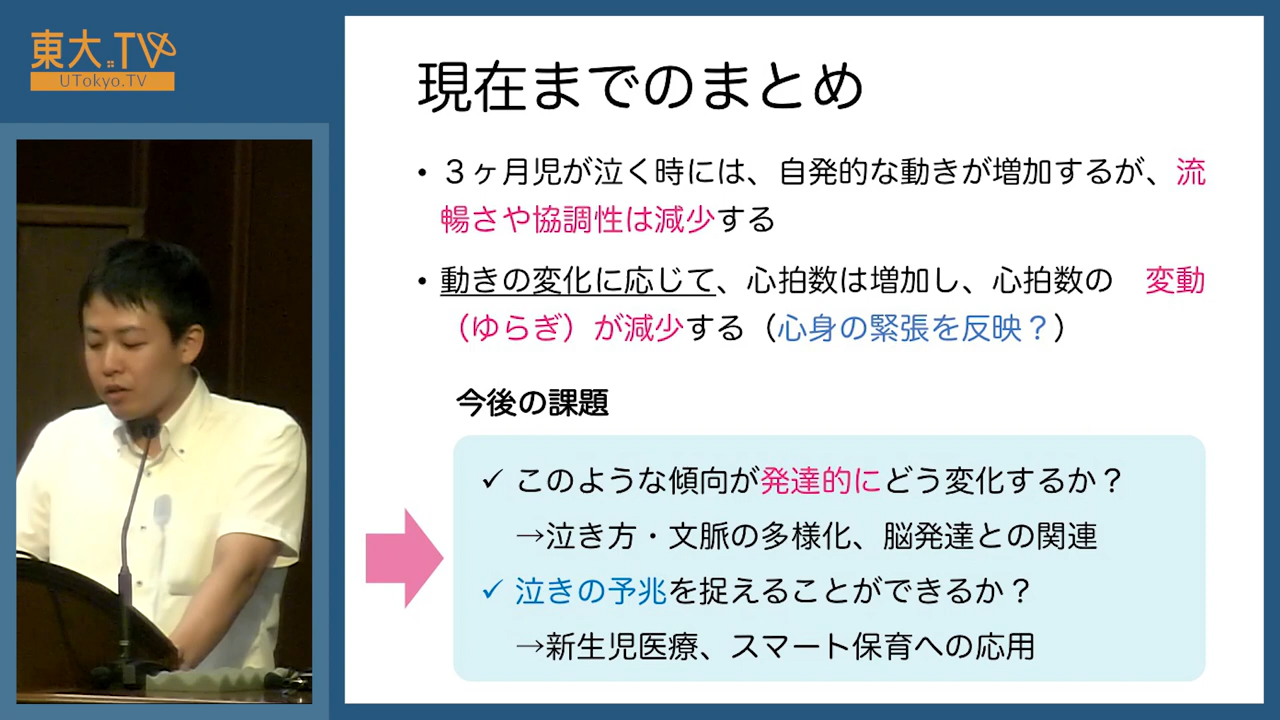 東大.TV
UTokyo.TV
現在までのまとめ
・３ヶ月児が泣く時には、自発的な動きが増加するが、流
暢さや協調性は減少する
・動きの変化に応じて、心拍数は増加し、心拍数の　変動
（ゆらぎ）が減少する（心身の緊張を反映？）
今後の課題
✓ このような傾向が発達的にどう変化するか？
→泣き方・文脈の多様化、脳発達との関連
✓ 泣きの予兆を捉えることができるか？
→新生児医療、スマート保育への応用